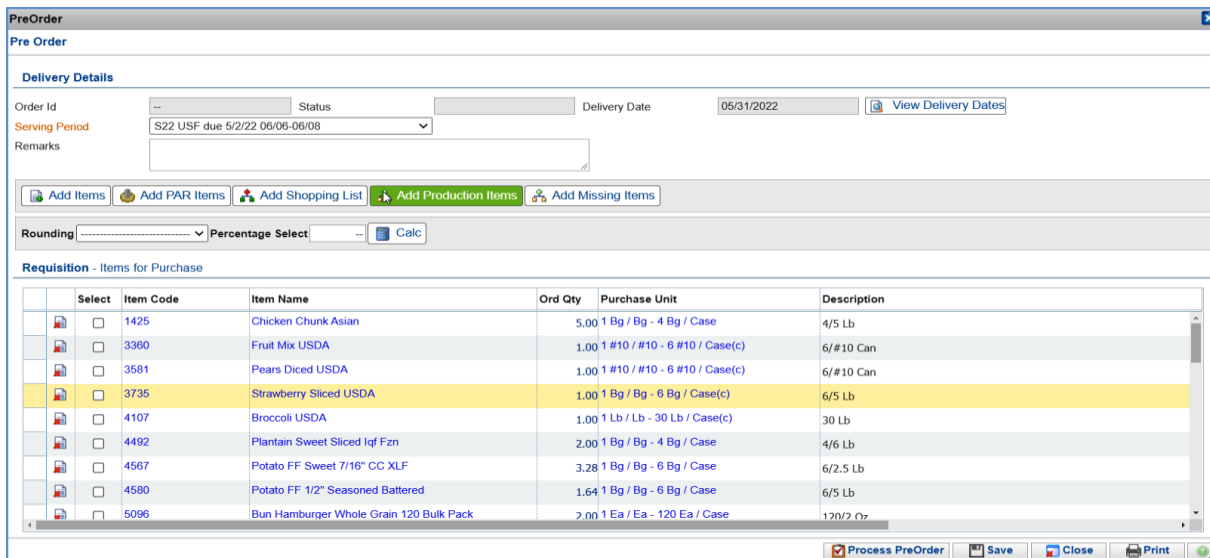 PreOrder
Pre Order
Delivery Details
Order Id -- Status Delivery Date 05/31/2022 View Delivery Dates
Serving Period S22 USF due 5/2/22 06/06-06/08
Remarks
Add Items Add PAR Items Add Shopping List Add Production Items Add Missing Items
Rounding ---------------------------- Percentage Select -- Calc
Requisition - Items for Purchase
Select Item Code Item Name Ord Qty Purchase Unit Description
1425 Chicken Chunk Asian 5.00 1 Bg / Bg - 4 Bg / Case 4/5 Lb
3360 Fruit Mix USDA 1.00 1 #10 / #10 - 6 #10 / Case(c) 6/#10 Can
3581 Pears Diced USDA 1.00 1 #10 / #10 - 6 #10 / Case(c) 6/#10 Can
3735 Strawberry Sliced USDA 1.00 1 Bg / Bg - 6 Bg / Case(c) 6/5 Lb
4107 Broccoli USDA 1.00 1 Lb / Lb - 30 Lb / Case(c) 30 Lb
4492 Plantain Sweet Sliced Iqf Fzn 2.00 1 Bg / Bg - 4 Bg / Case 4/6 Lb
4567 Potato FF Sweet 7/16" CC XLF 3.28 1 Bg / Bg - 6 Bg / Case 6/2.5 Lb
4580 Potato FF 1/2" Seasoned Battered 1.64 1 Bg / Bg - 6 Bg / Case 6/5 Lb
5096 Bun Hamburger Whole Grain 120 Bulk Pack 2.00 1 Ea / Ea - 120 Ea / Case 120/2 Oz
Process PreOrder Save Close Print